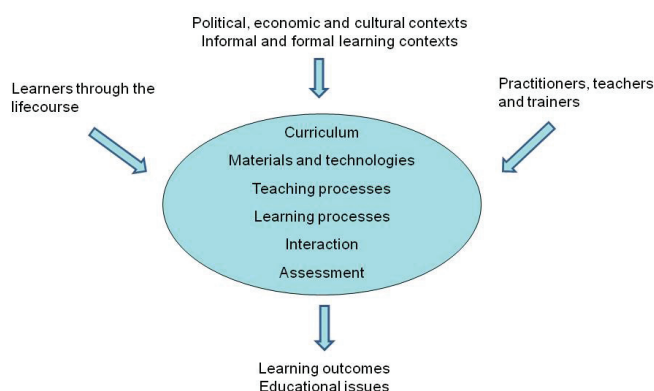 Political, economic and cultural contexts
Informal and formal learning contexts
Learners through the
lifecourse
Practitioners, teachers
and trainers
Curriculum
Materials and technologies
Teaching processes
Learning processes
Interaction
Assessment
Learning outcomes
Educational issues